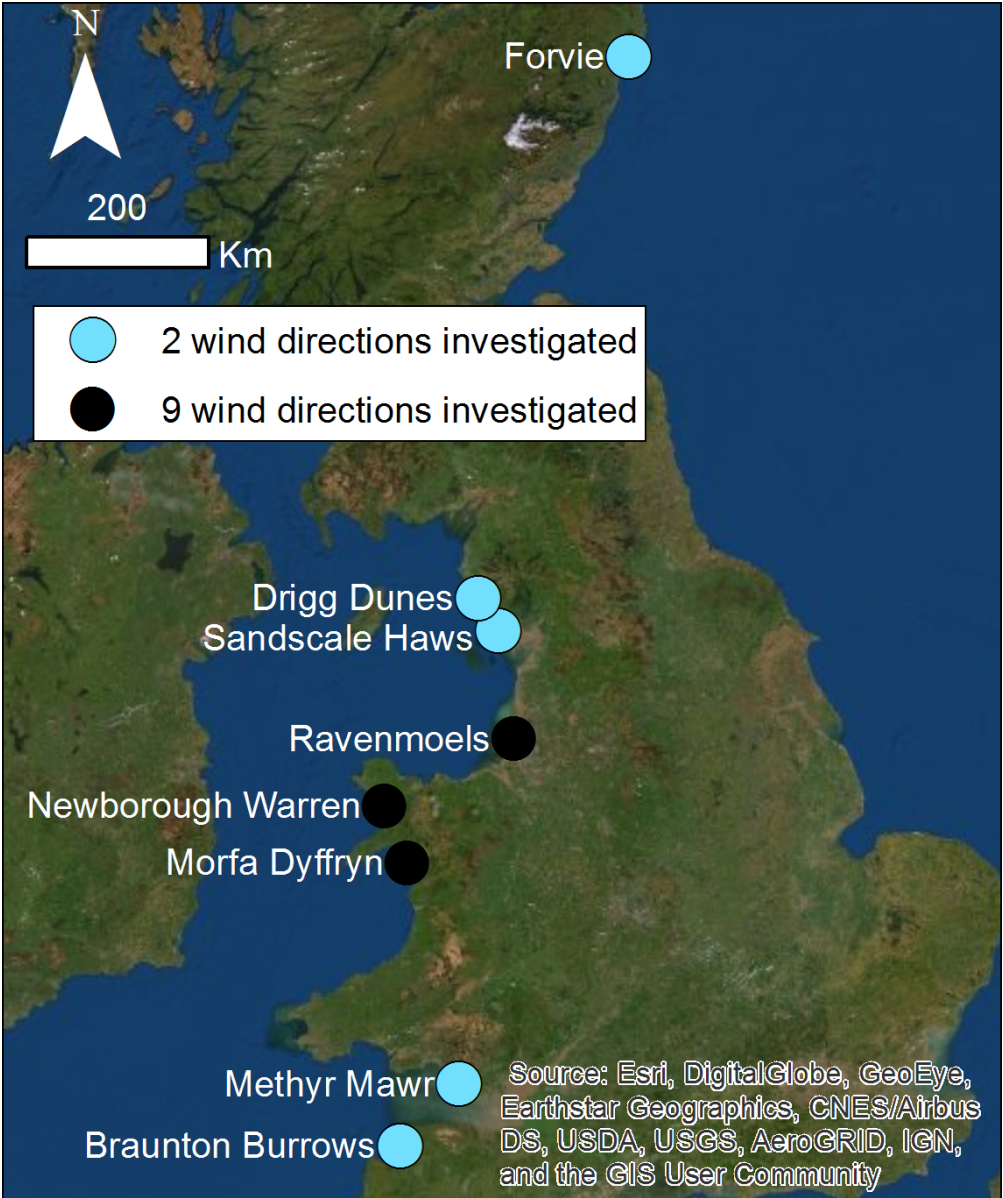 N
Forvie
200
Km
2 wind directions investigated
9 wind directions investigated
Drigg Dunes
Sandscale Haws
Ravenmoels
Newborough Warren
Morfa Dyffryn
Methyr Mawr
Braunton Burrows
Source: Esri, DigitalGlobe, GeoEye,
Earthstar Geographics, CNES/Airbus
DS, USDA, USGS, AeroGRID, IGN,
and the GIS User Community